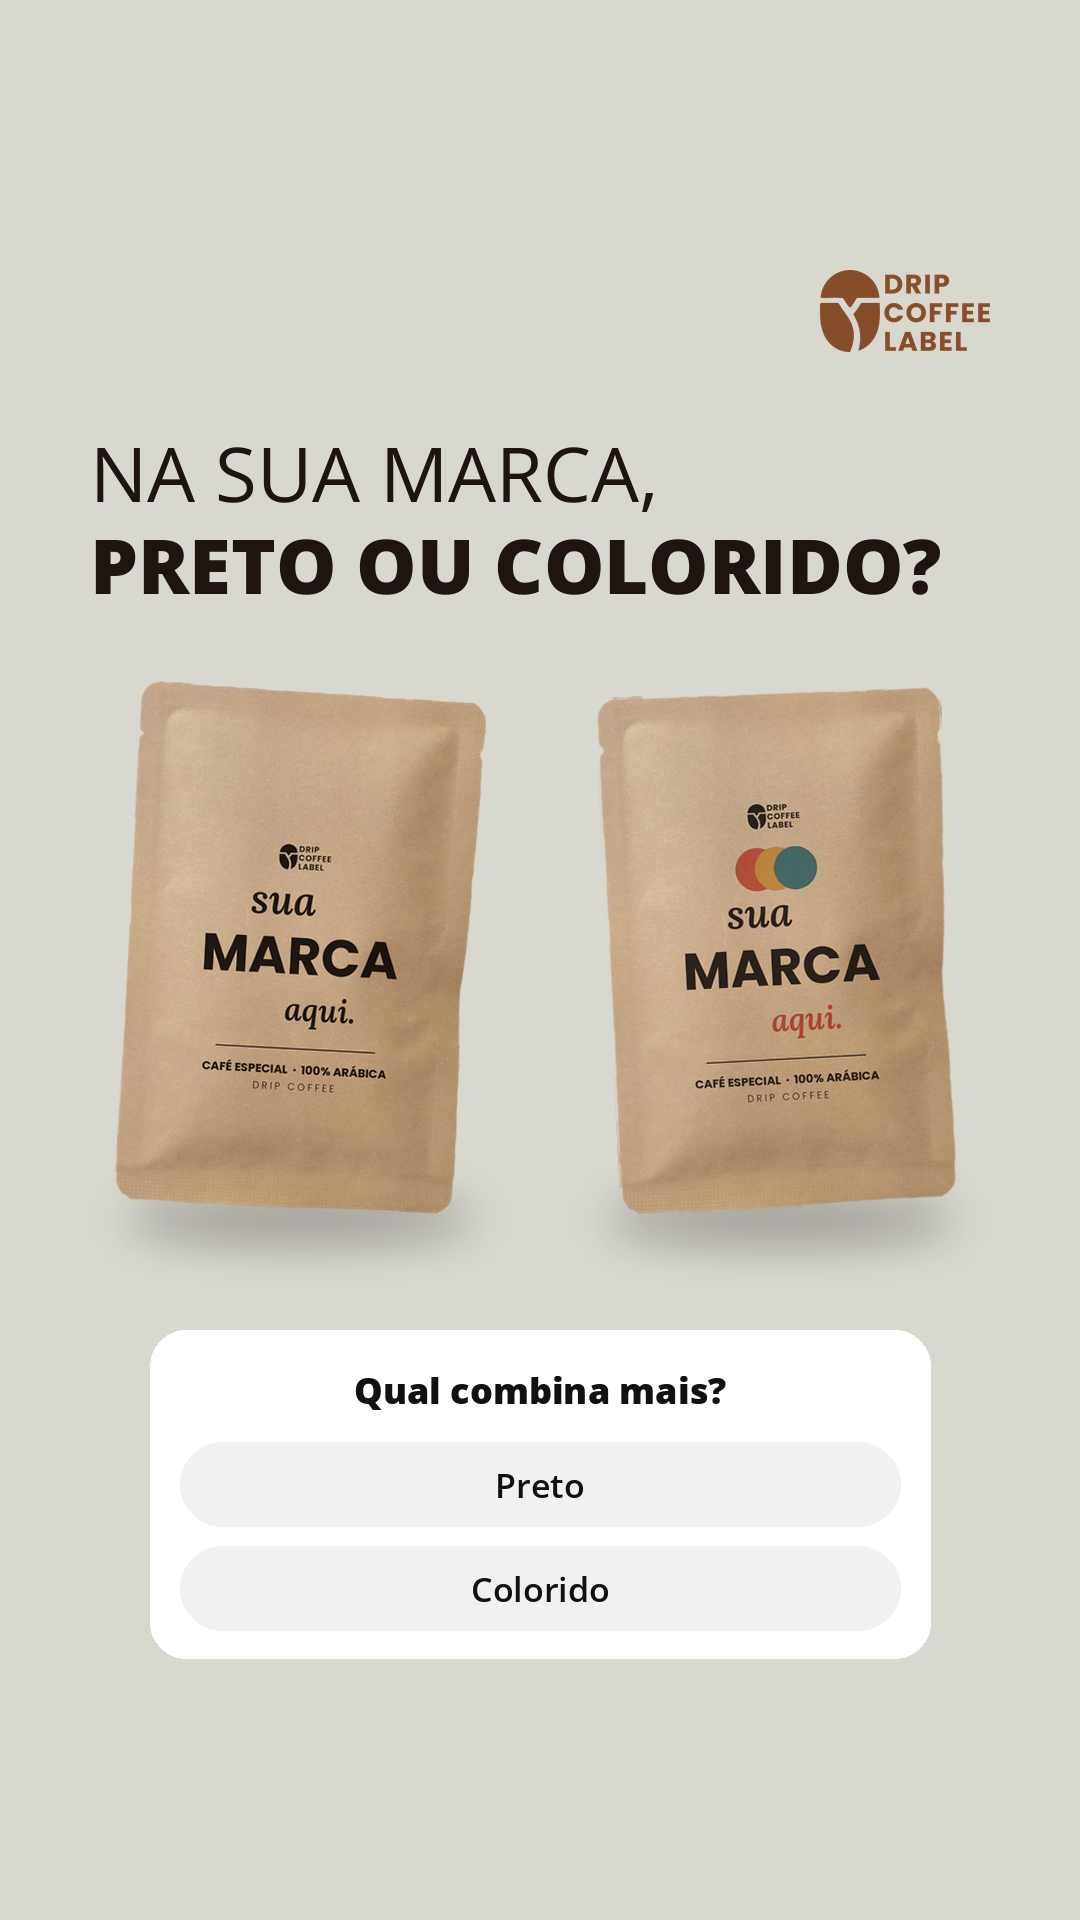 DRIP
COFFEE
LABEL
NA SUA MARCA,
PRETO OU COLORIDO?
DRIP
COFFEE
LABEL
sua
MARCA
aqui.
CAFÉ ESPECIAL · 100% ARÁBICA
DRIP COFFEE
DRIP
COFFEE
LABEL
sua
MARCA
aqui.
CAFÉ ESPECIAL · 100% ARÁBICA
DRIP COFFEE
Qual combina mais?
Preto
Colorido